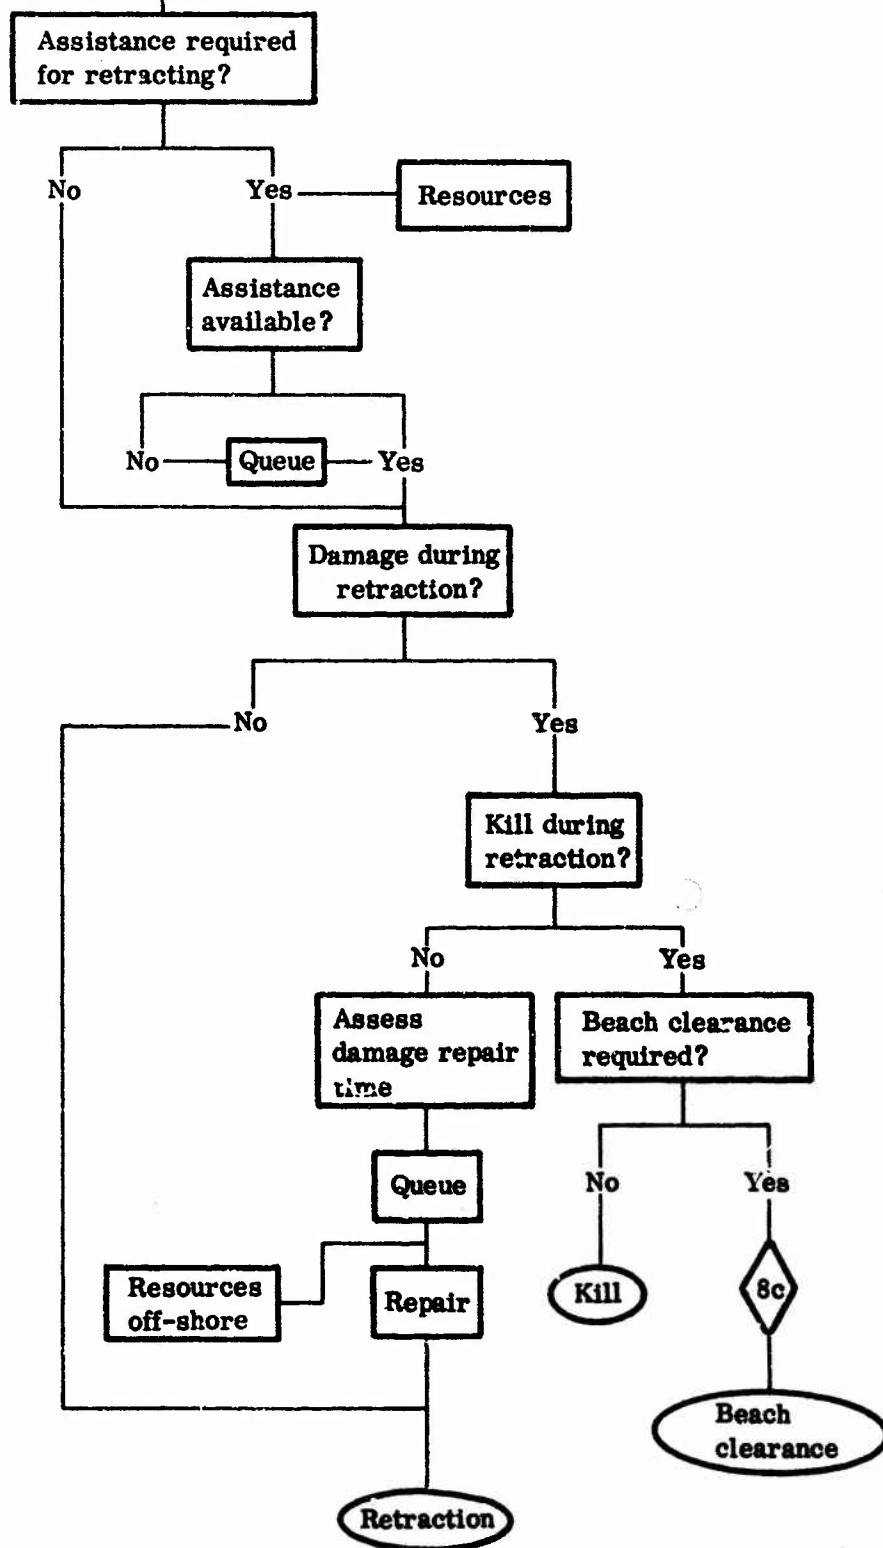 Assistance required
for retracting?
No
Yes
Resources
Assistance
available?
No
Queue
Yes
Damage during
retraction?
No
Yes
Kill during
retraction?
No
Yes
Assess
damage repair
time
Beach clearance
required?
Queue
No
Yes
Resources
off-shore
Repair
Kill
8c
Beach
clearance
Retraction